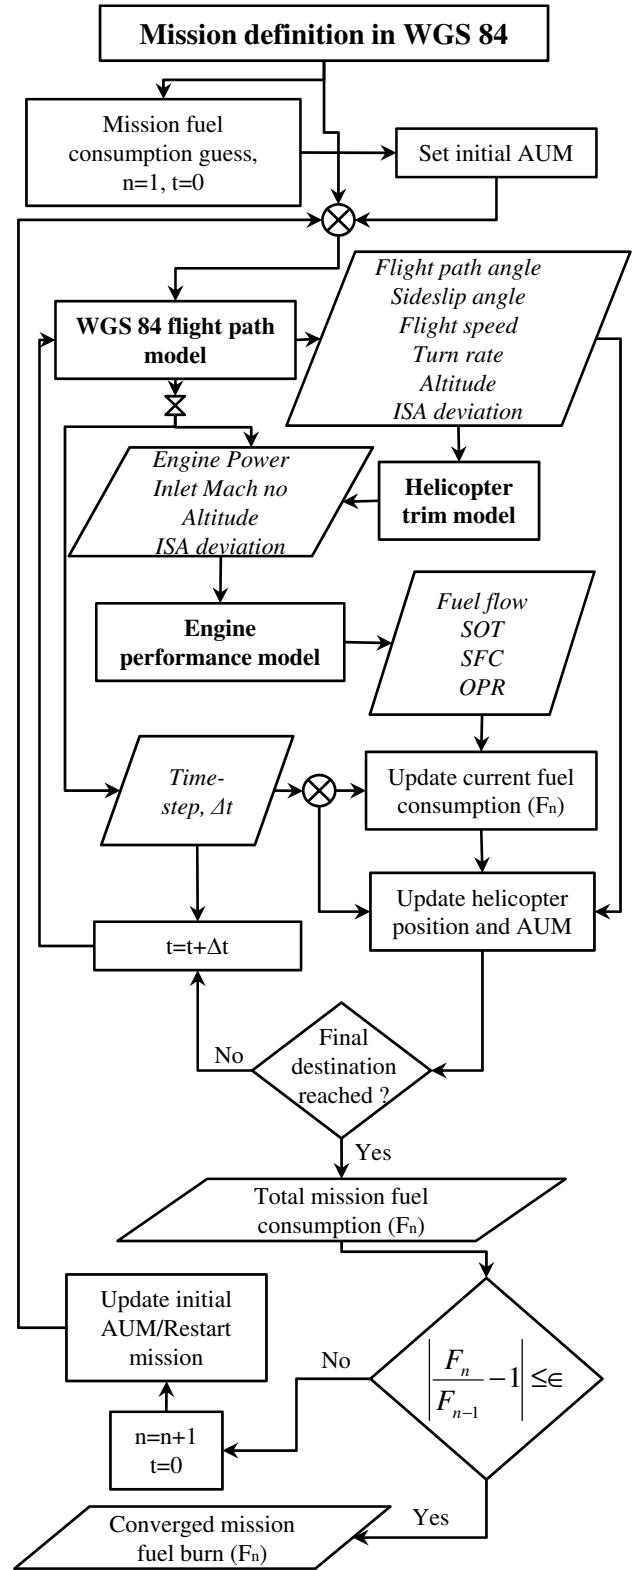 Mission definition in WGS 84
Mission fuel
consumption guess,
n=1, t=0
Set initial AUM
Flight path angle
Sideslip angle
Flight speed
Turn rate
Altitude
ISA deviation
WGS 84 flight path
model
Engine Power
Inlet Mach no
Altitude
ISA deviation
Helicopter
trim model
Engine
performance model
Fuel flow
SOT
SFC
OPR
Time-
step, Δt
Update current fuel
consumption (Fn)
Update helicopter
position and AUM
t=t+Δt
Final
destination
reached ?
No
Yes
Total mission fuel
consumption (Fn)
Update initial
AUM/Restart
mission
No
|Fn/Fn−1 −1| ≤∈
n=n+1
t=0
Yes
Converged mission
fuel burn (Fn)